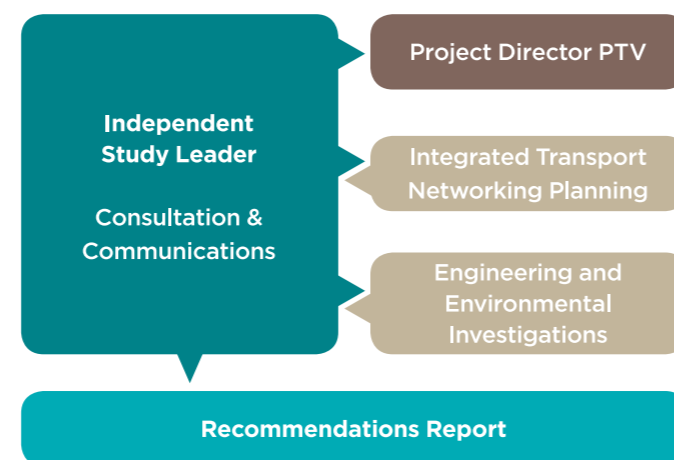 Independent
Study Leader
Consultation &
Communications
Project Director PTV
Integrated Transport
Networking Planning
Engineering and
Environmental
Investigations
Recommendations Report